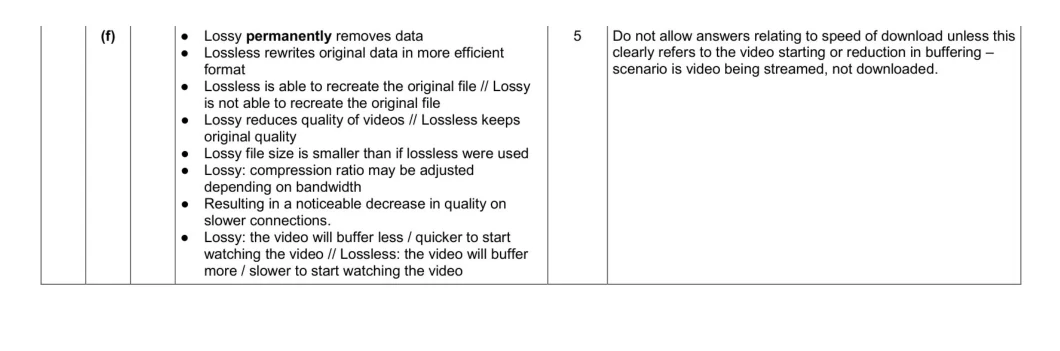 (f)
● Lossy permanently removes data
● Lossless rewrites original data in more efficient
format
● Lossless is able to recreate the original file // Lossy
is not able to recreate the original file
● Lossy reduces quality of videos // Lossless keeps
original quality
● Lossy file size is smaller than if lossless were used
● Lossy: compression ratio may be adjusted
depending on bandwidth
● Resulting in a noticeable decrease in quality on
slower connections.
● Lossy: the video will buffer less / quicker to start
watching the video // Lossless: the video will buffer
more / slower to start watching the video
5
Do not allow answers relating to speed of download unless this
clearly refers to the video starting or reduction in buffering –
scenario is video being streamed, not downloaded.